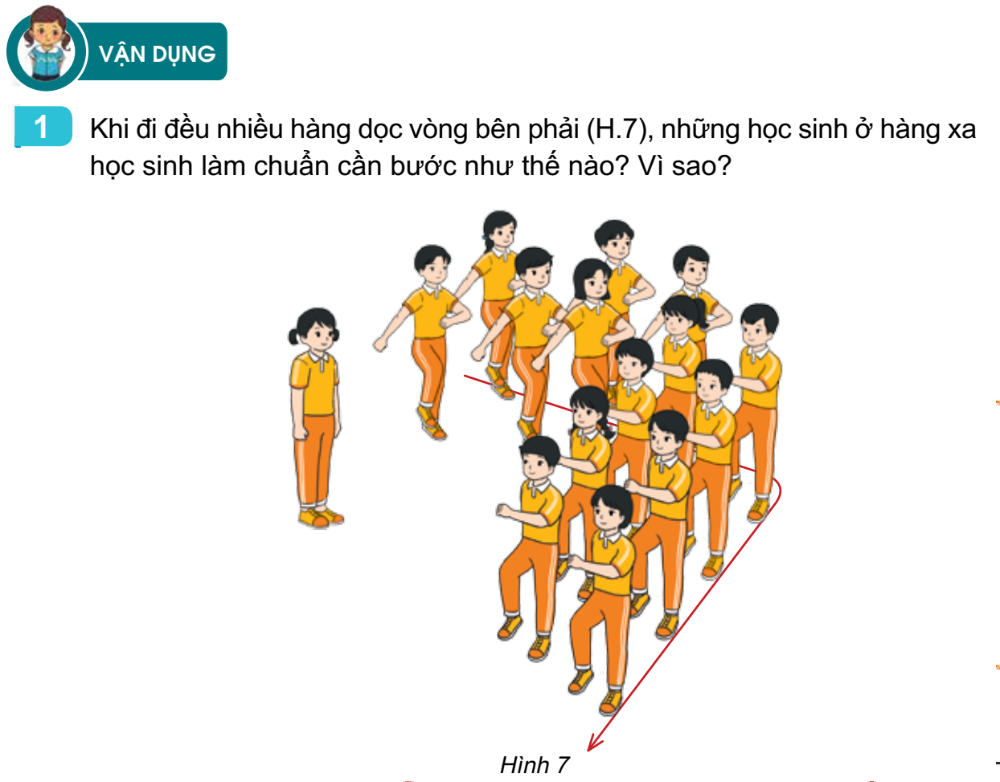 VẬN DỤNG
1
Khi đi đều nhiều hàng dọc vòng bên phải (H.7), những học sinh ở hàng xa
học sinh làm chuẩn cần bước như thế nào? Vì sao?
Hình 7